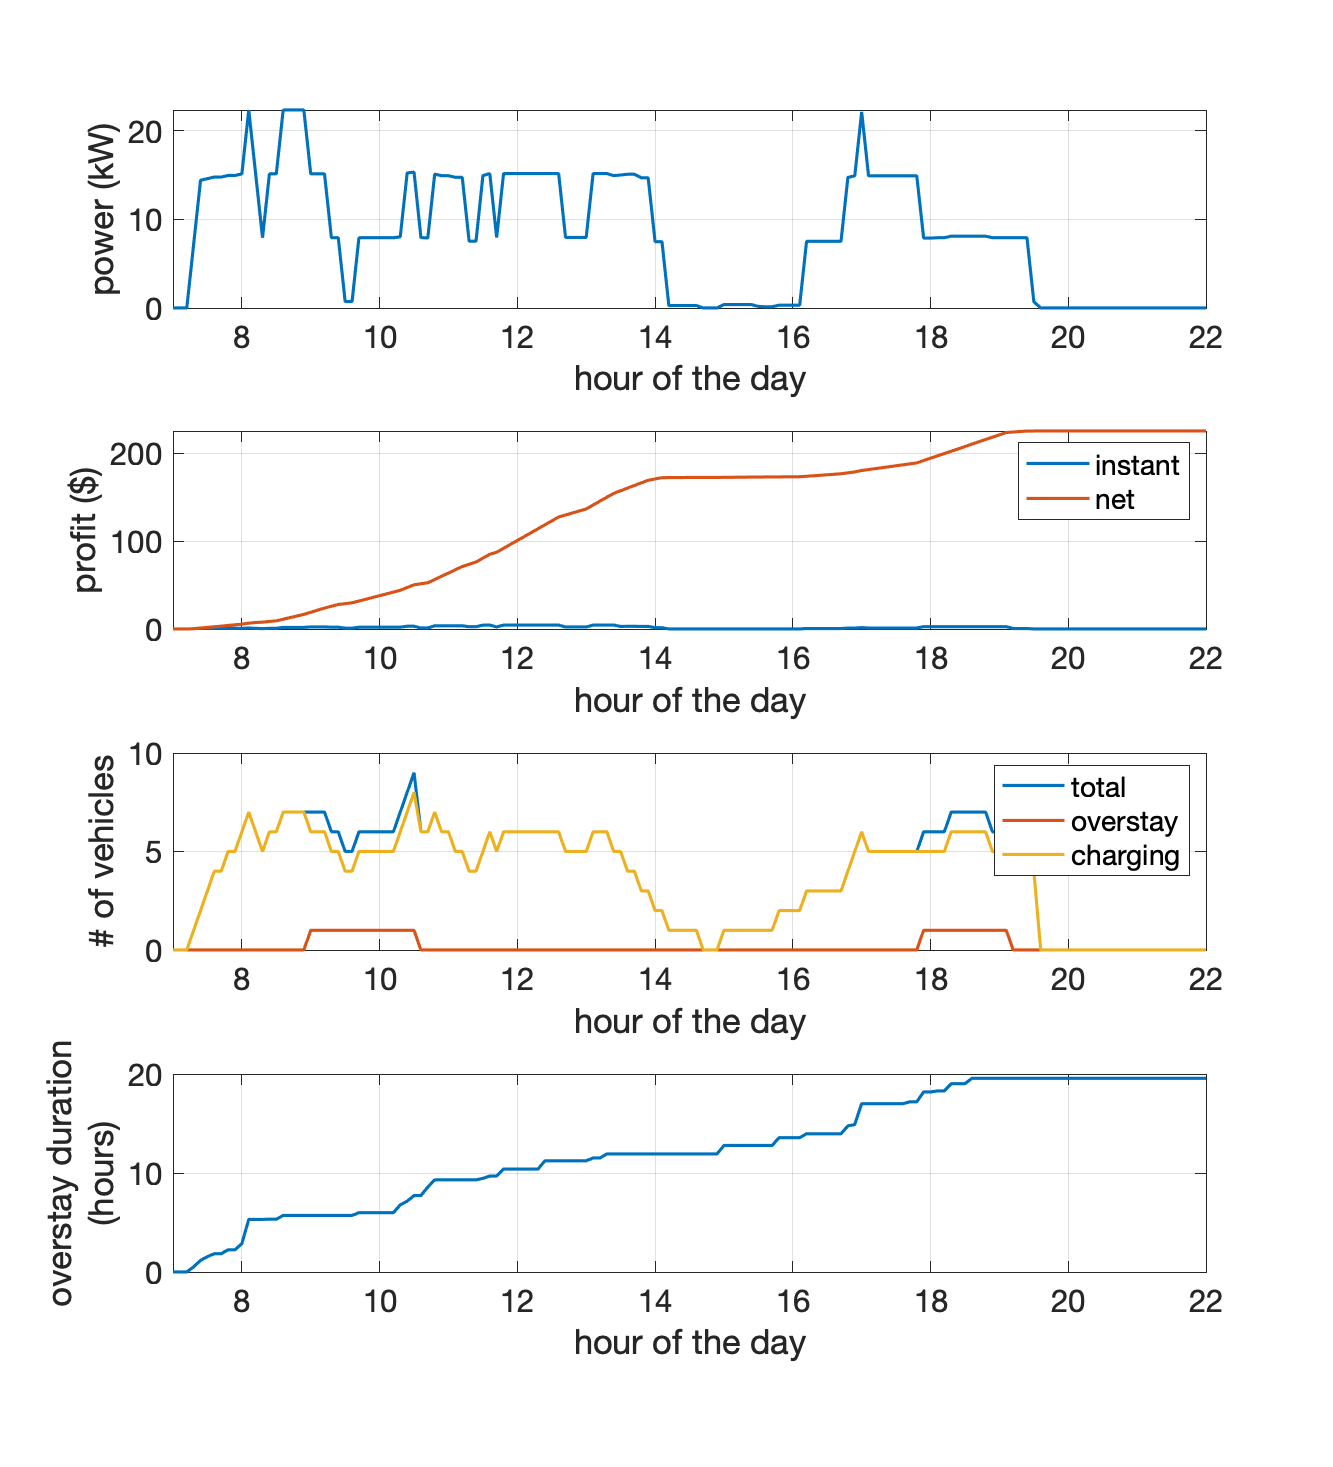 power (kW)
20
10
0
8 10 12 14 16 18 20 22
hour of the day
profit ($)
200
100
0
instant
net
8 10 12 14 16 18 20 22
hour of the day
# of vehicles
10
5
0
total
overstay
charging
8 10 12 14 16 18 20 22
hour of the day
overstay duration
(hours)
20
10
0
8 10 12 14 16 18 20 22
hour of the day